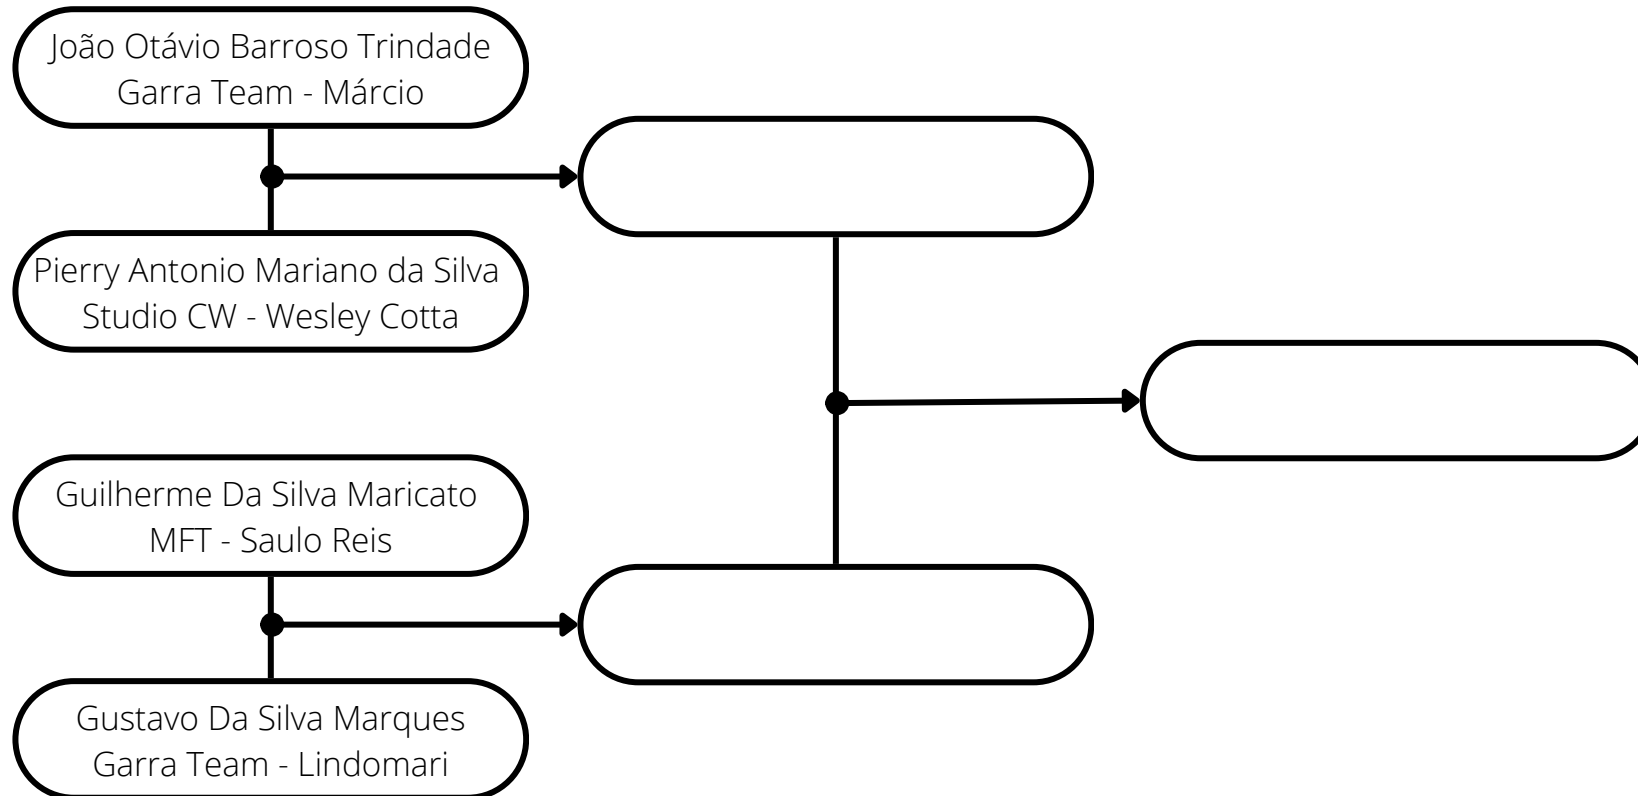 João Otávio Barroso Trindade
Garra Team - Márcio
Pierry Antonio Mariano da Silva
Studio CW - Wesley Cotta
Guilherme Da Silva Maricato
MFT - Saulo Reis
Gustavo Da Silva Marques
Garra Team - Lindomari